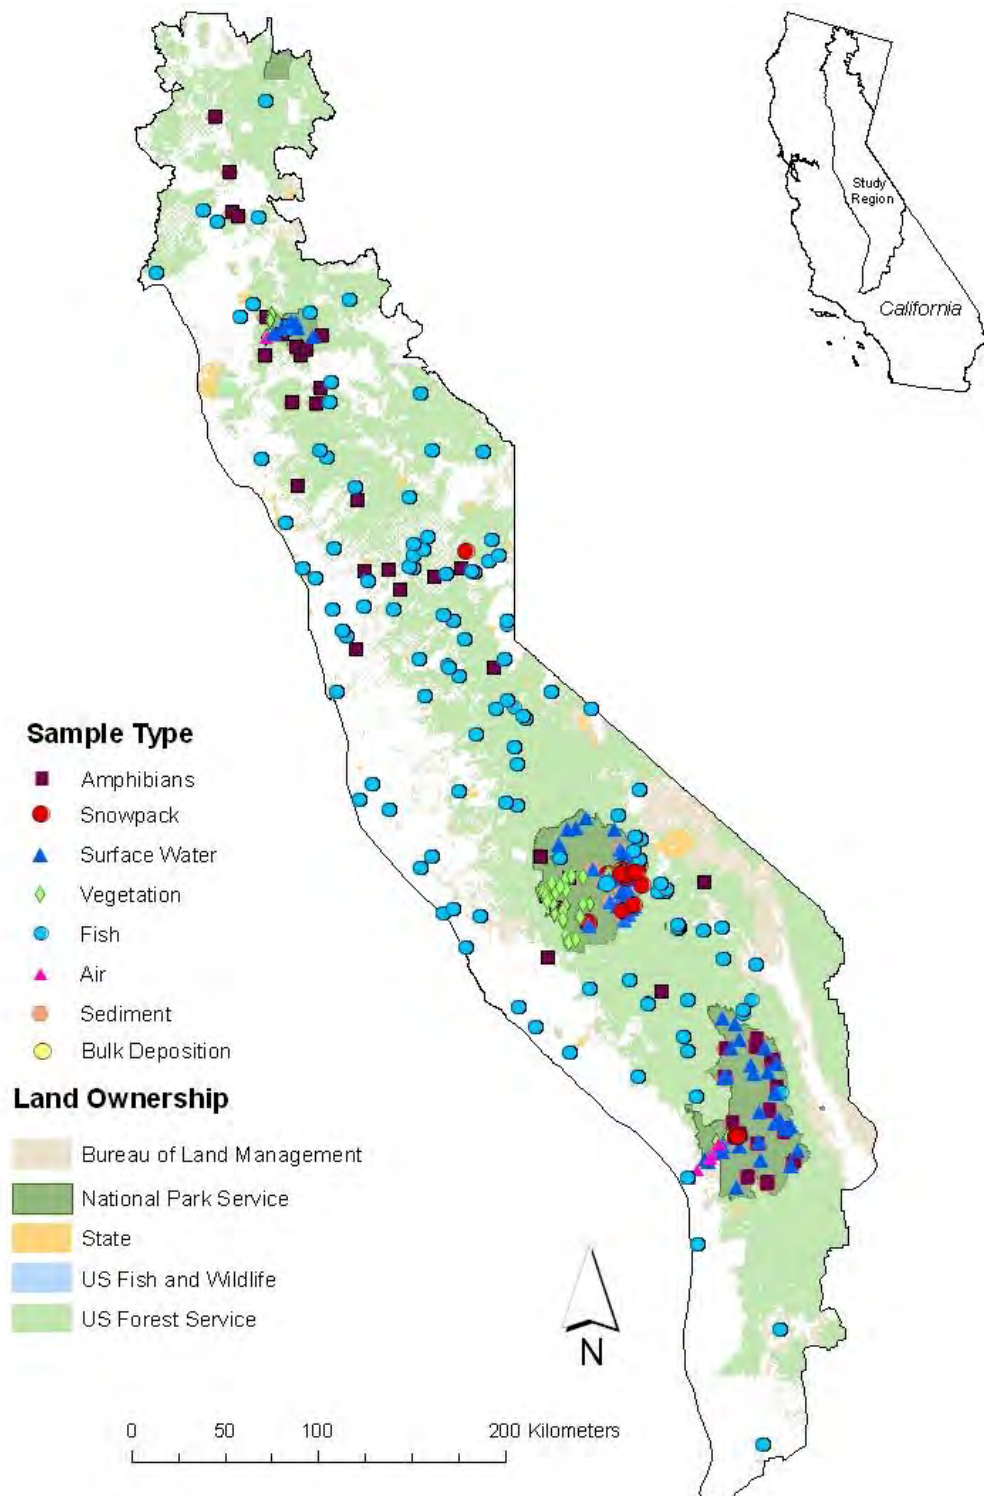 Study
Region
California
Sample Type
Amphibians
Snowpack
Surface Water
Vegetation
Fish
Air
Sediment
Bulk Deposition
Land Ownership
Bureau of Land Management
National Park Service
State
US Fish and Wildlife
US Forest Service
N
0 50 100 200 Kilometers